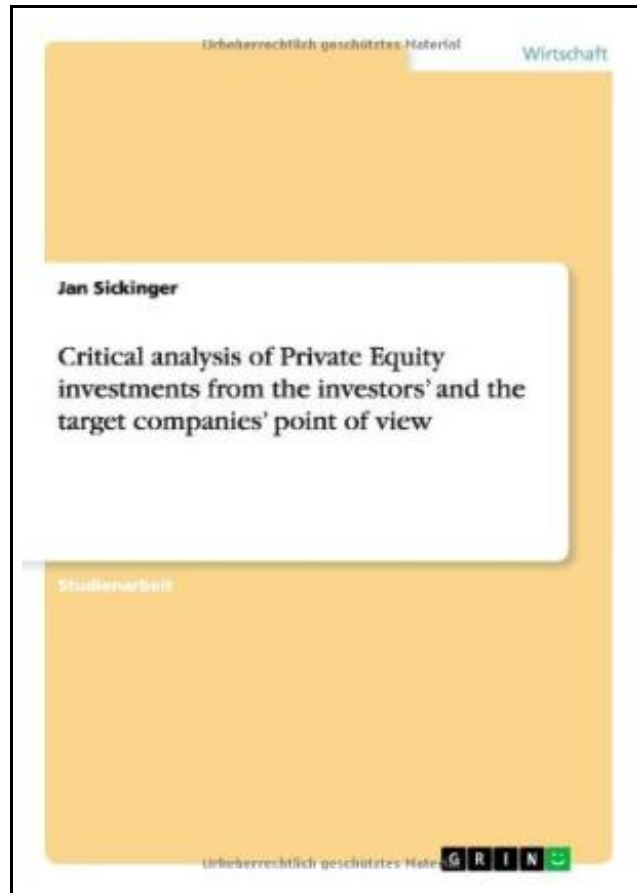 Urheberrechtlich geschütztes Material
Wirtschaft
Jan Sickinger
Critical analysis of Private Equity
investments from the investors' and the
target companies' point of view
Studienarbeit
Urheberrechtlich geschütztes Mate
GRIN